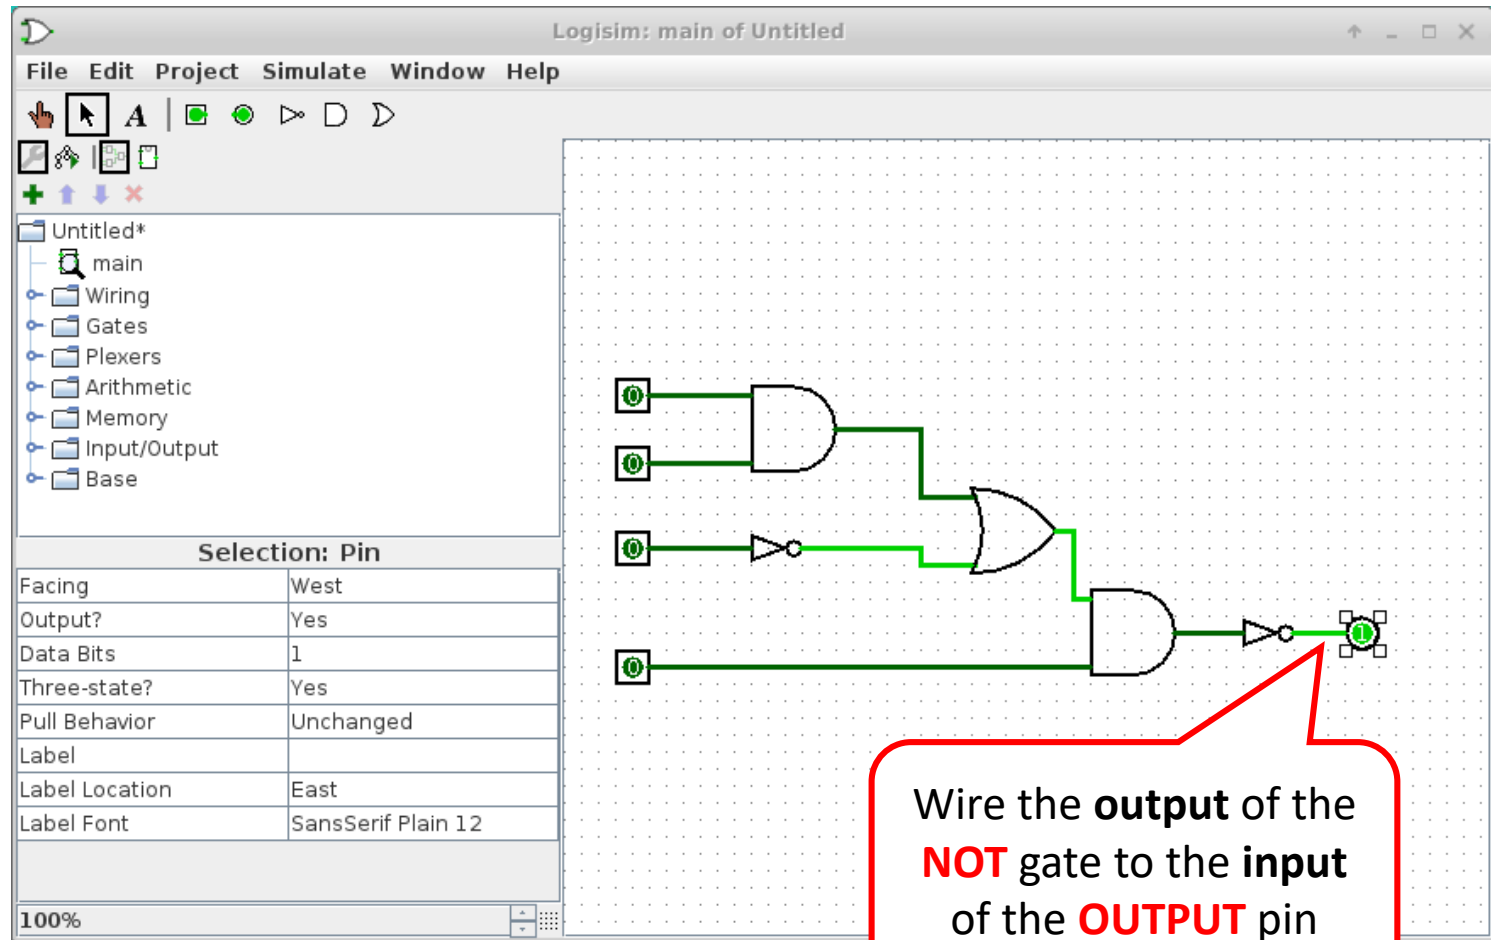 Logisim: main of Untitled
File Edit Project Simulate Window Help
A
Untitled*
main
Wiring
Gates
Plexers
Arithmetic
Memory
Input/Output
Base
Selection: Pin
Facing West
Output? Yes
Data Bits 1
Three-state? Yes
Pull Behavior Unchanged
Label
Label Location East
Label Font SansSerif Plain 12
100%
0
0
0
0
1
Wire the output of the
NOT gate to the input
of the OUTPUT pin